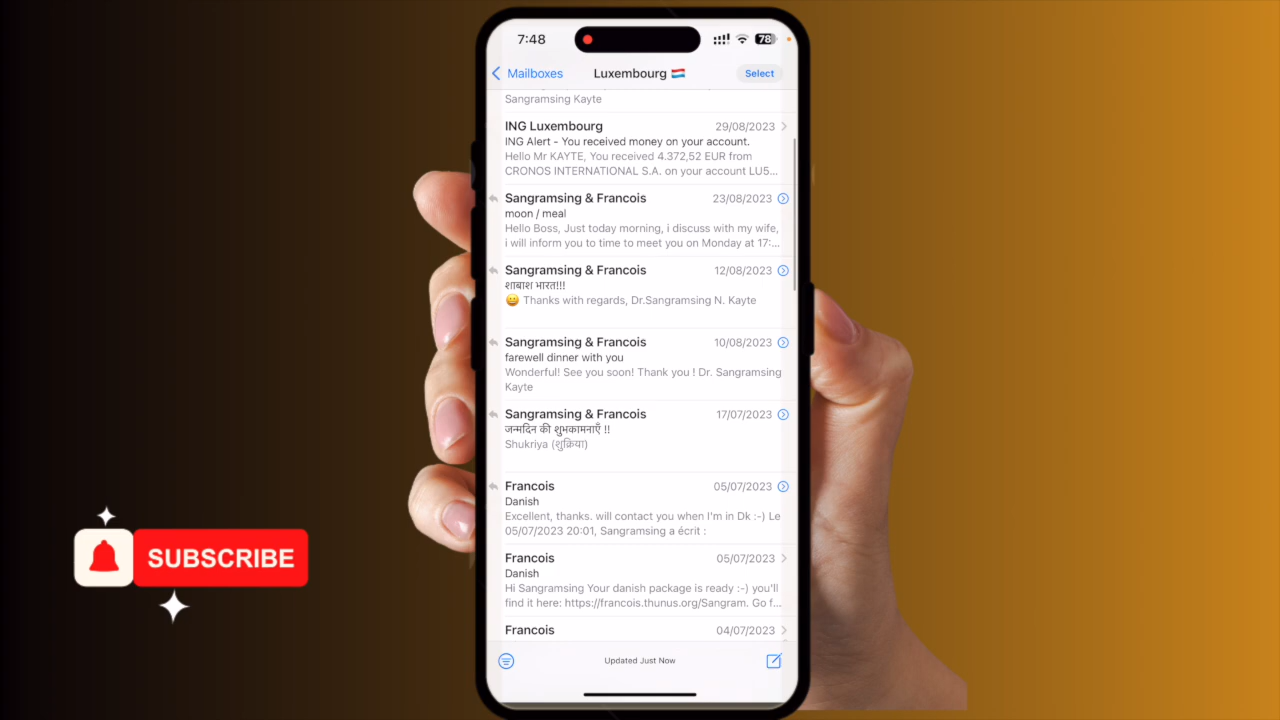 7:48
78
Mailboxes
Luxembourg 🇱🇺
Select
Sangramsing Kayte
ING Luxembourg 29/08/2023
ING Alert - You received money on your account.
Hello Mr KAYTE, You received 4.372,52 EUR from
CRONOS INTERNATIONAL S.A. on your account LU5...
Sangramsing & Francois 23/08/2023
moon / meal
Hello Boss, Just today morning, i discuss with my wife,
i will inform you to time to meet you on Monday at 17:...
Sangramsing & Francois 12/08/2023
शाबाश भारत!!!
😀 Thanks with regards, Dr.Sangramsing N. Kayte
Sangramsing & Francois 10/08/2023
farewell dinner with you
Wonderful! See you soon! Thank you ! Dr. Sangramsing
Kayte
Sangramsing & Francois 17/07/2023
जन्मदिन की शुभकामनाएँ !!
Shukriya (शुक्रिया)
Francois 05/07/2023
Danish
Excellent, thanks. will contact you when I'm in Dk :-) Le
05/07/2023 20:01, Sangramsing a écrit :
Francois 05/07/2023
Danish
Hi Sangramsing Your danish package is ready :-) you'll
find it here: https://francois.thunus.org/Sangram. Go f...
Francois 04/07/2023
Updated Just Now
SUBSCRIBE